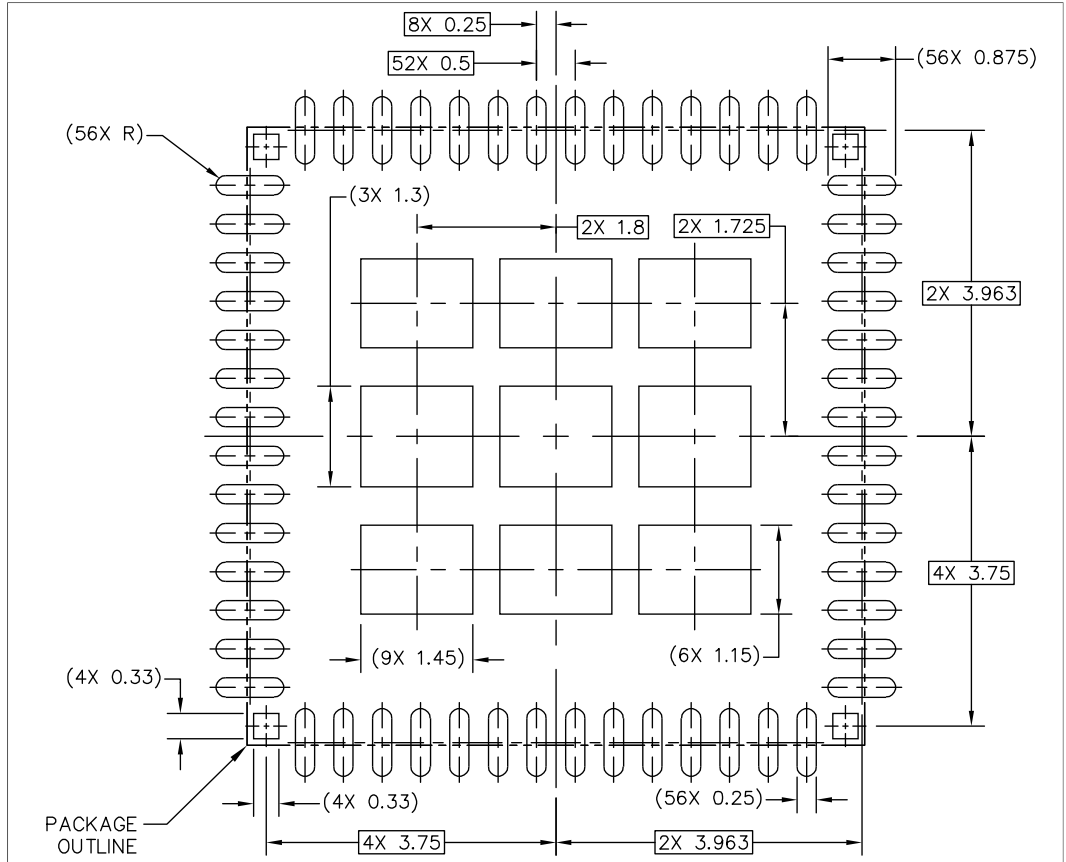 8X 0.25
52X 0.5
(56X 0.875)
(56X R)
(3X 1.3)
2X 1.8
2X 1.725
2X 3.963
4X 3.75
(9X 1.45)
(6X 1.15)
(4X 0.33)
(4X 0.33)
(56X 0.25)
PACKAGE
OUTLINE
4X 3.75
2X 3.963